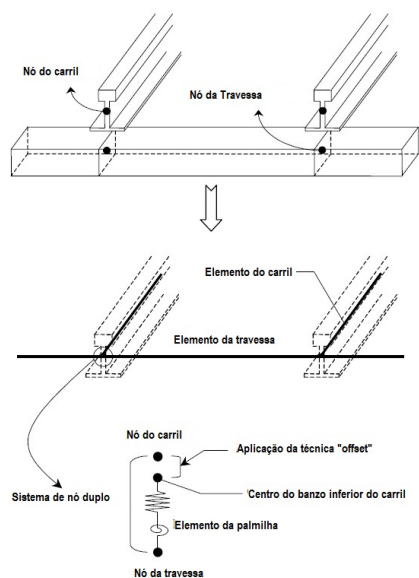 Nó do carril
Nó da Travessa
Elemento do carril
Elemento da travessa
Nó do carril
Aplicação da técnica "offset"
Centro do banzo inferior do carril
Sistema de nó duplo
Elemento da palmilha
Nó da travessa